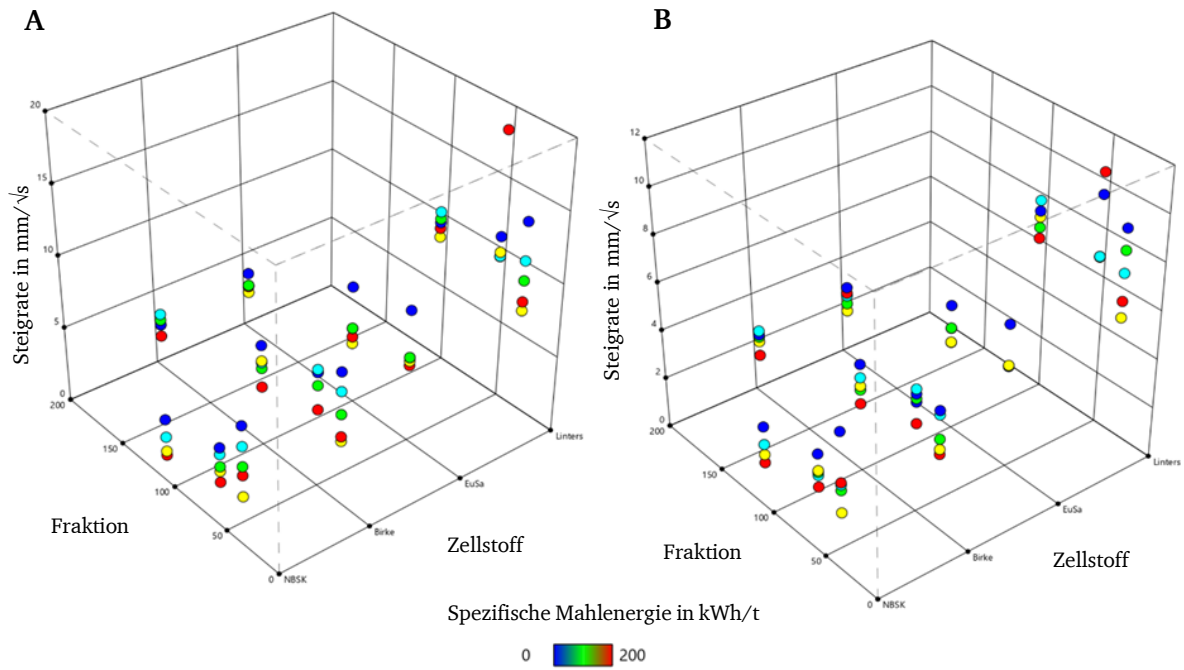 A
B
Steigrate in mm/√s
20
15
10
5
0
200
150
100
50
0
NBSK
Birke
EuSa
Linters
Fraktion
Zellstoff
Steigrate in mm/√s
12
10
8
6
4
2
0
200
150
100
50
0
NBSK
Birke
EuSa
Linters
Fraktion
Zellstoff
Spezifische Mahlenergie in kWh/t
0 200